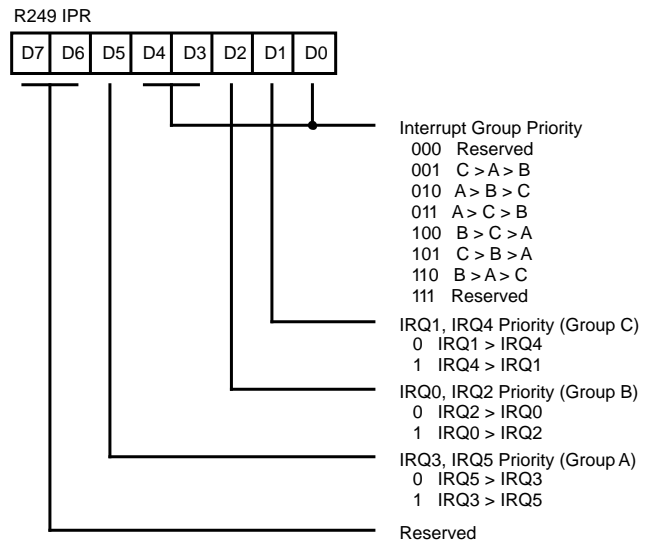 R249 IPR
D7 D6 D5 D4 D3 D2 D1 D0
Interrupt Group Priority
000 Reserved
001 C > A > B
010 A > B > C
011 A > C > B
100 B > C > A
101 C > B > A
110 B > A > C
111 Reserved
IRQ1, IRQ4 Priority (Group C)
0 IRQ1 > IRQ4
1 IRQ4 > IRQ1
IRQ0, IRQ2 Priority (Group B)
0 IRQ2 > IRQ0
1 IRQ0 > IRQ2
IRQ3, IRQ5 Priority (Group A)
0 IRQ5 > IRQ3
1 IRQ3 > IRQ5
Reserved